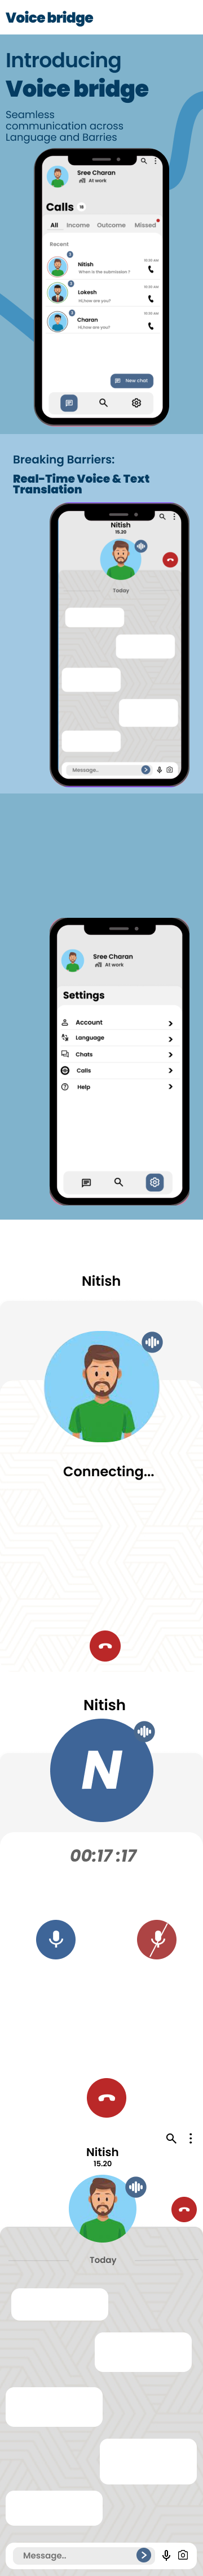 Voice bridge
Introducing
Voice bridge
Seamless
communication across
Language and Barries
Sree Charan
At work
Calls
All Income Outcome Missed
Recent
Nitish
When is the submission ?
10:30 AM
Lokesh
Hi,how are you?
10:30 AM
Charan
Hi,how are you?
10:30 AM
New chat
Breaking Barriers:
Real-Time Voice & Text
Translation
Nitish
15.20
Today
Message..
Sree Charan
At work
Settings
Account
Language
Chats
Calls
Help
Nitish
Connecting...
Nitish
N
00:17 :17
Nitish
15.20
Today
Message..